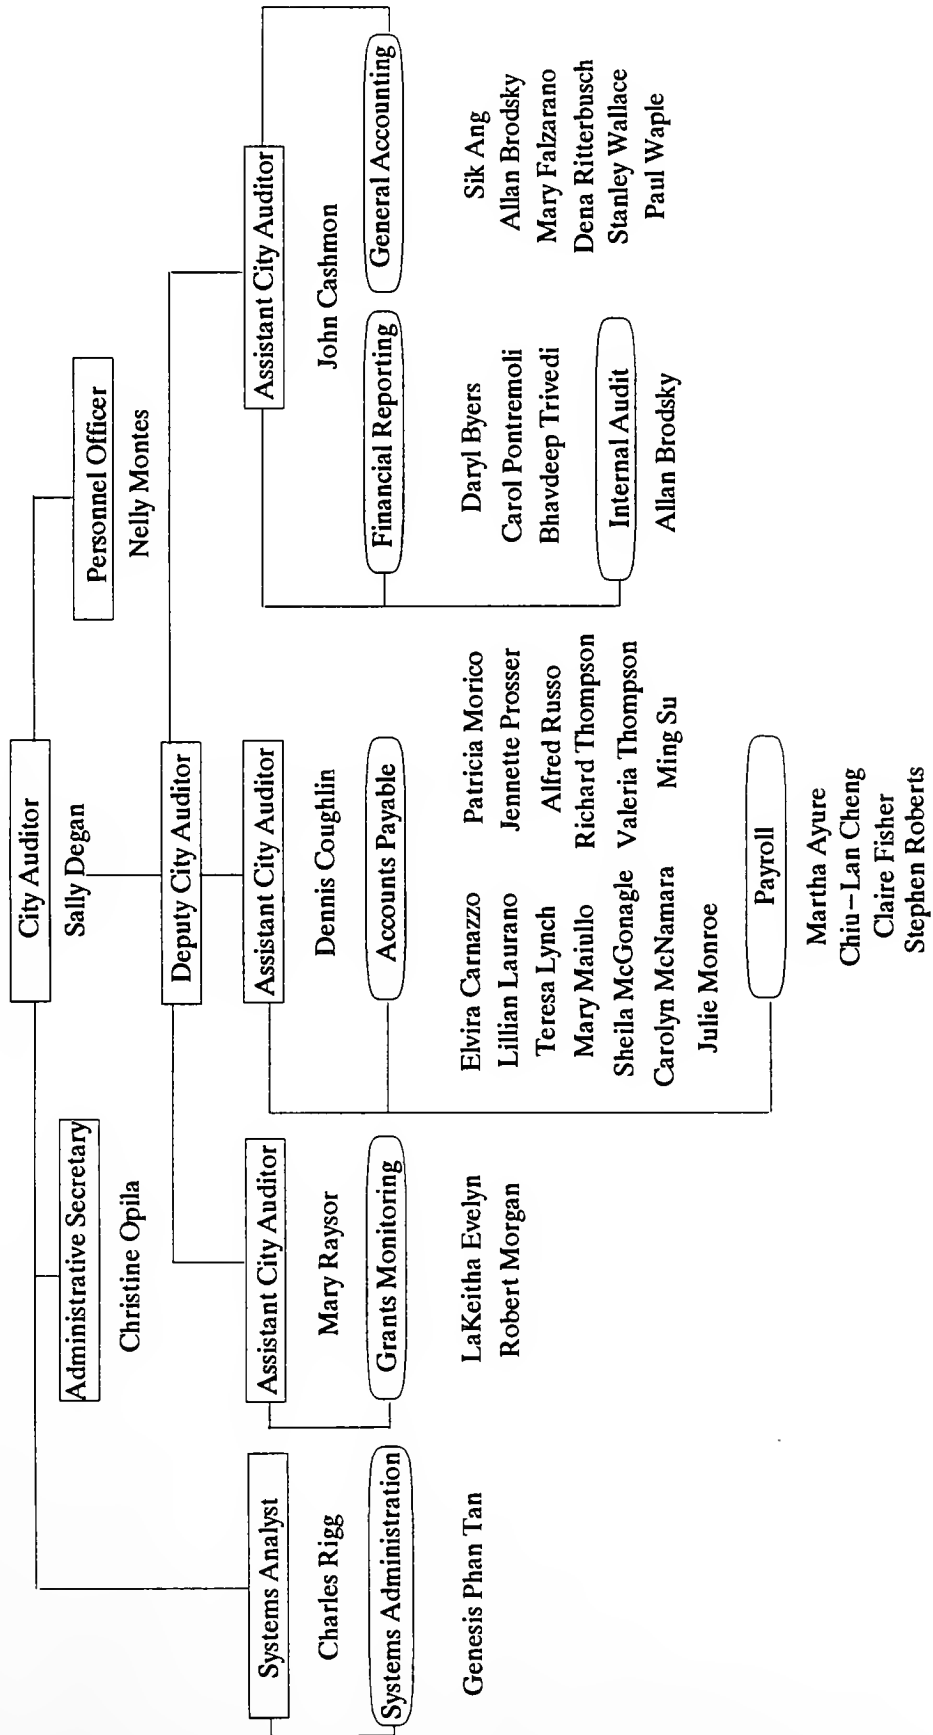 City Auditor
Sally Degan
Administrative Secretary
Christine Opila
Personnel Officer
Nelly Montes
Deputy City Auditor
Systems Analyst
Charles Rigg
Systems Administration
Genesis Phan Tan
Assistant City Auditor
Mary Raysor
Grants Monitoring
LaKeitha Evelyn
Robert Morgan
Assistant City Auditor
Dennis Coughlin
Accounts Payable
Elvira Carnazzo
Lillian Laurano
Teresa Lynch
Mary Maiullo
Sheila McGonagle
Carolyn McNamara
Julie Monroe
Patricia Morico
Jennette Prosser
Alfred Russo
Richard Thompson
Valeria Thompson
Ming Su
Payroll
Martha Ayure
Chiu-Lan Cheng
Claire Fisher
Stephen Roberts
Assistant City Auditor
John Cashmon
Financial Reporting
Daryl Byers
Carol Pontremoli
Bhavdeep Trivedi
Internal Audit
Allan Brodsky
General Accounting
Sik Ang
Allan Brodsky
Mary Falzarano
Dena Ritterbusch
Stanley Wallace
Paul Waple